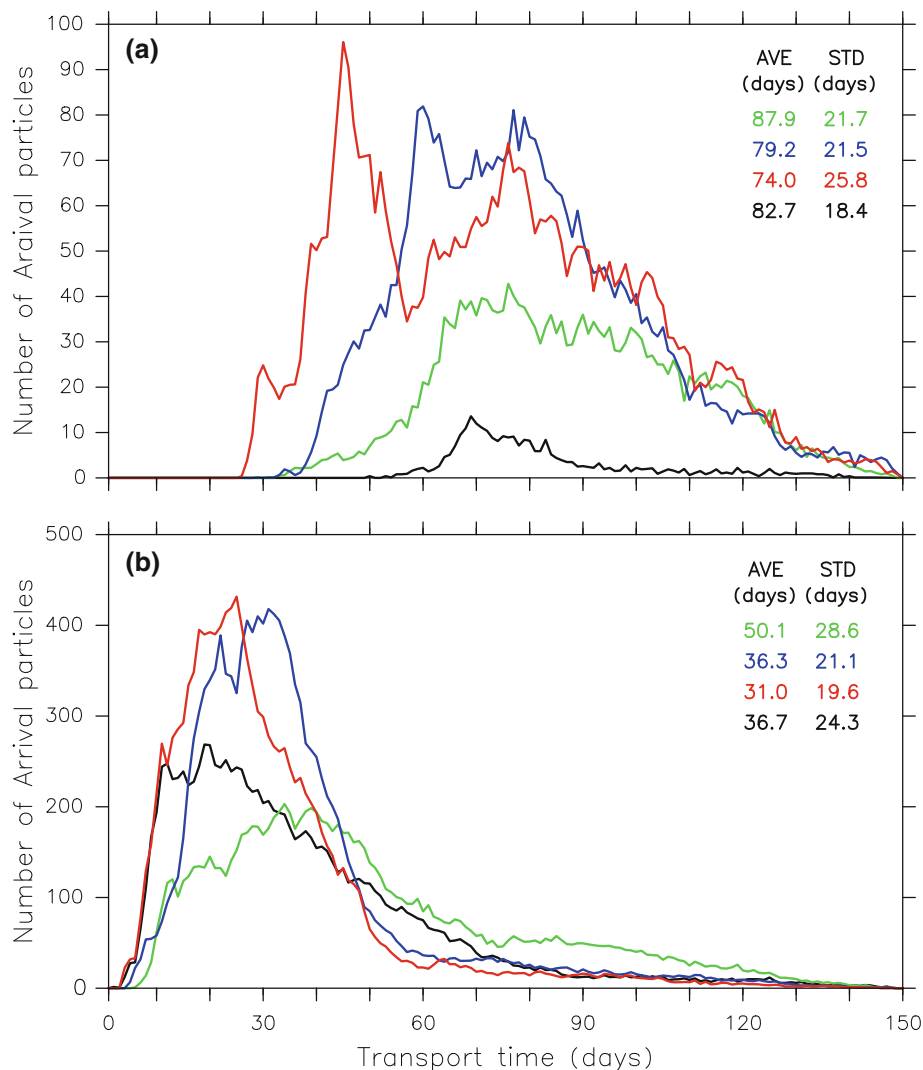 (a)
Number of Araival particles
100
90
80
70
60
50
40
30
20
10
0
AVE STD
(days) (days)
87.9 21.7
79.2 21.5
74.0 25.8
82.7 18.4
(b)
Number of Arrival particles
500
400
300
200
100
0
AVE STD
(days) (days)
50.1 28.6
36.3 21.1
31.0 19.6
36.7 24.3
0 30 60 90 120 150
Transport time (days)